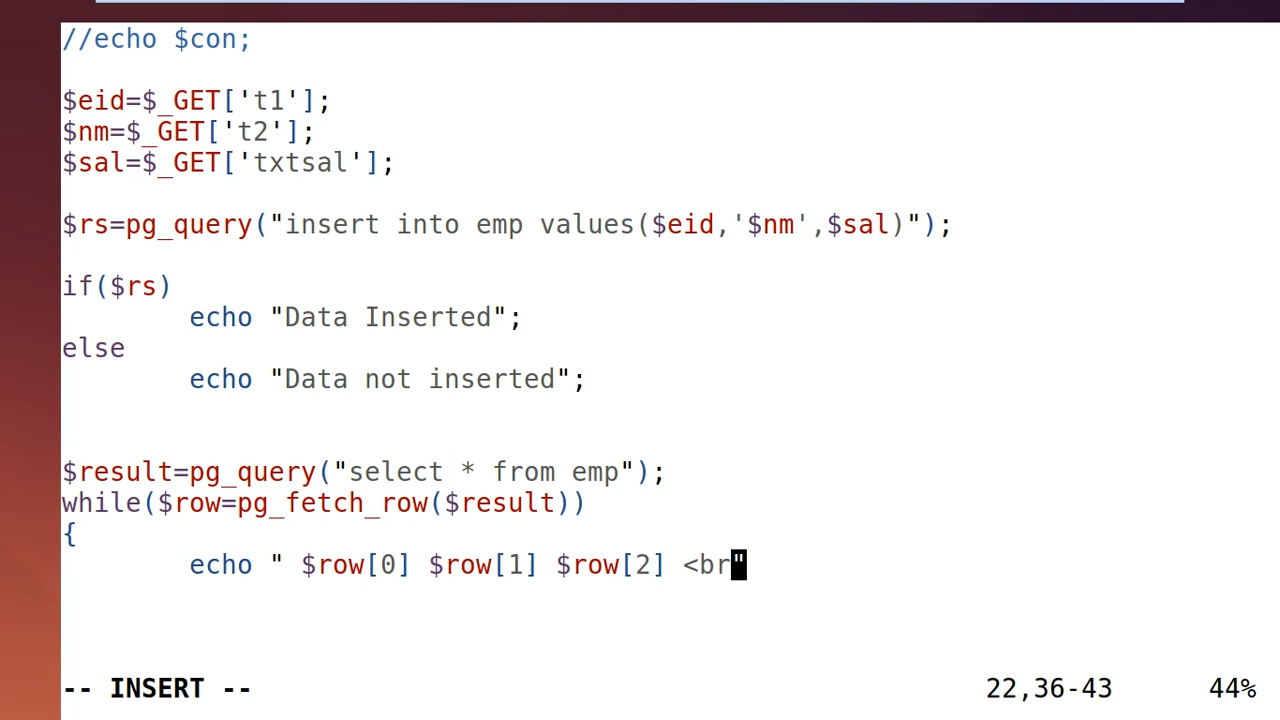 //echo $con;
$eid=$_GET['t1'];
$nm=$_GET['t2'];
$sal=$_GET['txtsal'];
$rs=pg_query("insert into emp values($eid,'$nm',$sal)");
if($rs)
echo "Data Inserted";
else
echo "Data not inserted";
$result=pg_query("select * from emp");
while($row=pg_fetch_row($result))
{
echo " $row[0] $row[1] $row[2] <br"
-- INSERT -- 22,36-43 44%